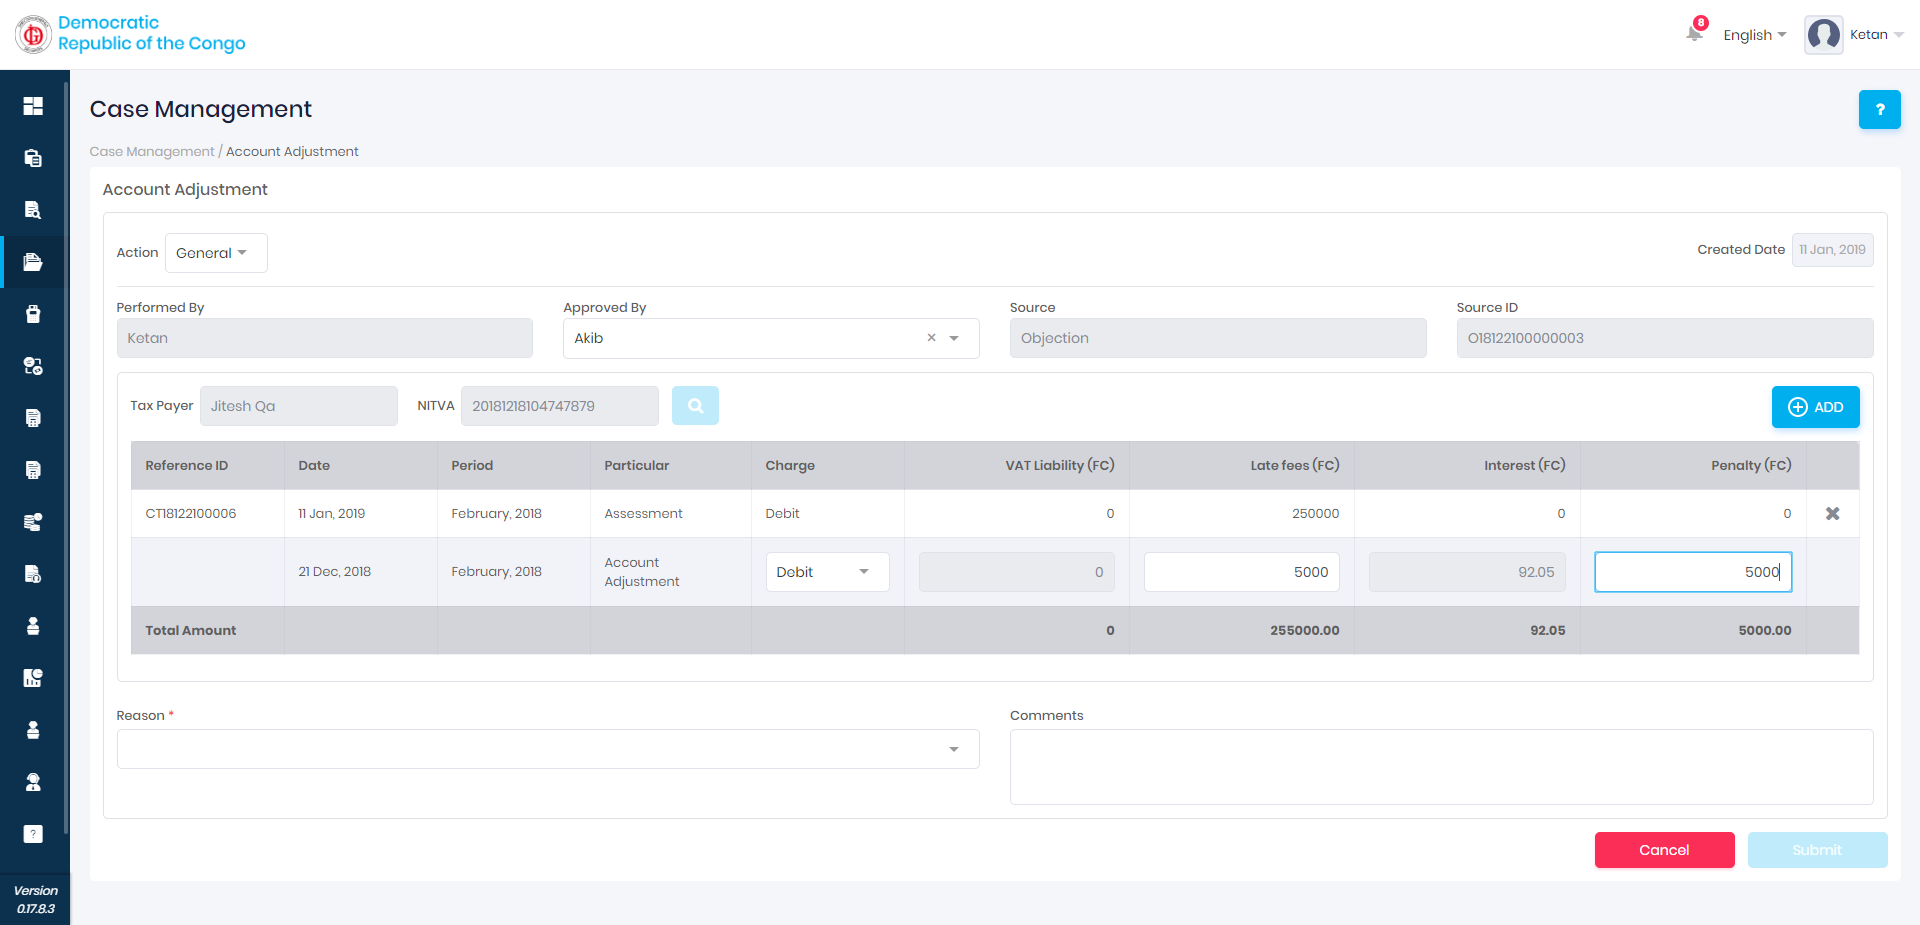 Democratic
Republic of the Congo
8
English
Ketan
Case Management
?
Case Management / Account Adjustment
Account Adjustment
Action
General
Created Date
11 Jan, 2019
Performed By
Approved By
Source
Source ID
Ketan
Akib
×
Objection
O18122100000003
Tax Payer
Jitesh Qa
NITVA
20181218104747879
ADD
Reference ID
Date
Period
Particular
Charge
VAT Liability (FC)
Late fees (FC)
Interest (FC)
Penalty (FC)
CT18122100006
11 Jan, 2019
February, 2018
Assessment
Debit
0
250000
0
0
21 Dec, 2018
February, 2018
Account
Adjustment
Debit
0
5000
92.05
5000
Total Amount
0
255000.00
92.05
5000.00
Reason *
Comments
Cancel
Submit
?
Version
0.17.8.3